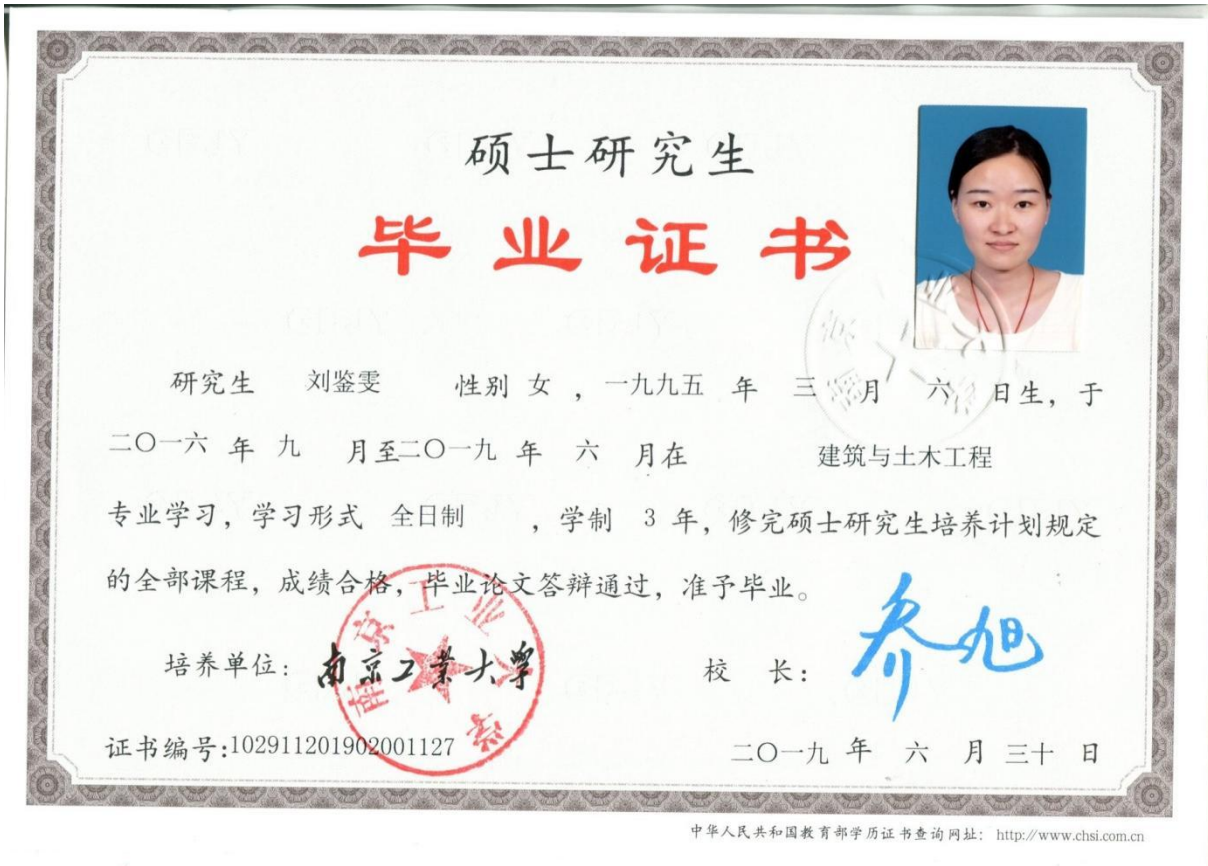 硕士研究生
毕业证书
研究生 刘鉴雯 性别 女 , 一九九五 年 三 月 六 日生, 于
二〇一六 年 九 月至二〇一九 年 六 月在 建筑与土木工程
专业学习, 学习形式 全日制 , 学制 3 年, 修完硕士研究生培养计划规定
的全部课程, 成绩合格, 毕业论文答辩通过, 准予毕业。
培养单位: 南京工业大学
南京工业大学
校 长: 乔旭
证书编号:102911201902001127
二〇一九 年 六 月 三十 日
中华人民共和国教育部学历证书查询网址: http://www.chsi.com.cn